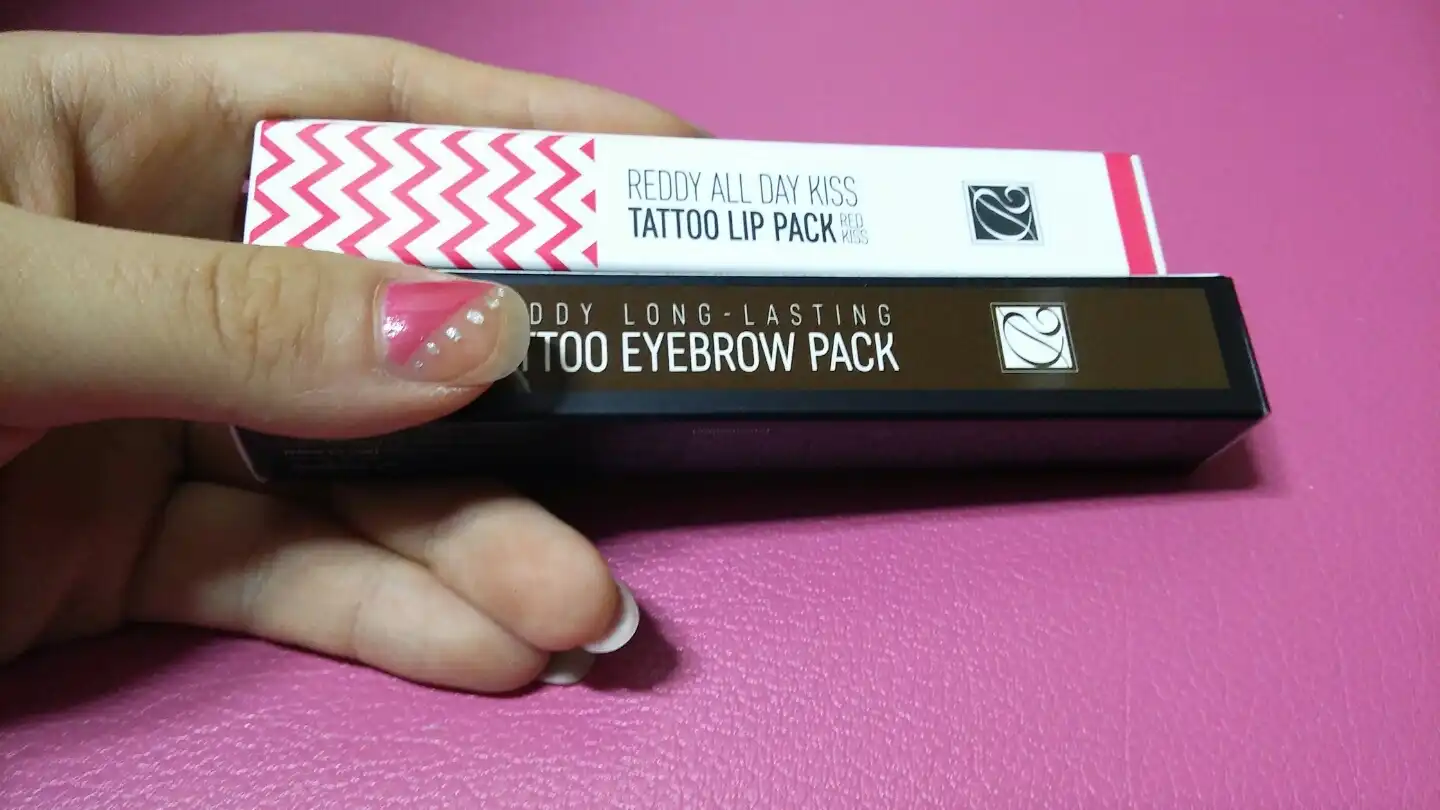 REDDY ALL DAY KISS
TATTOO LIP PACK RED KISS
DDY LONG-LASTING
TTOO EYEBROW PACK